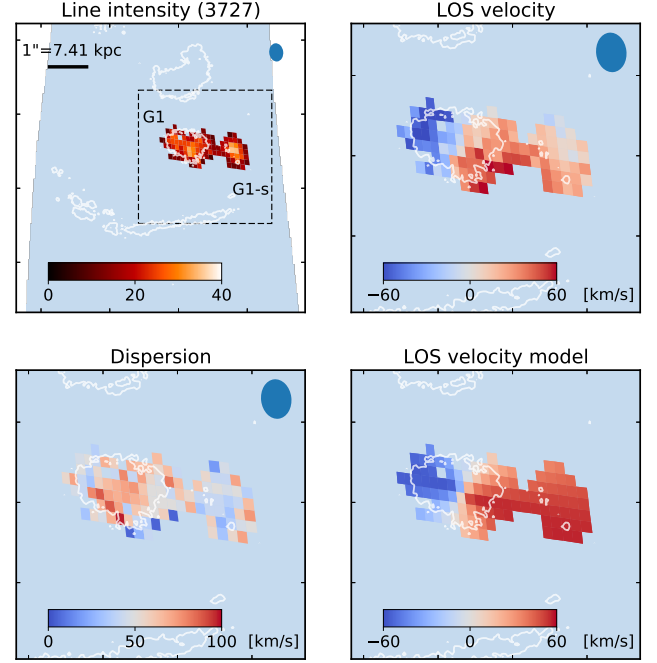 Line intensity (3727)
1"=7.41 kpc
G1
G1-s
0 20 40
LOS velocity
−60 0 60 [km/s]
Dispersion
0 50 100 [km/s]
LOS velocity model
−60 0 60 [km/s]